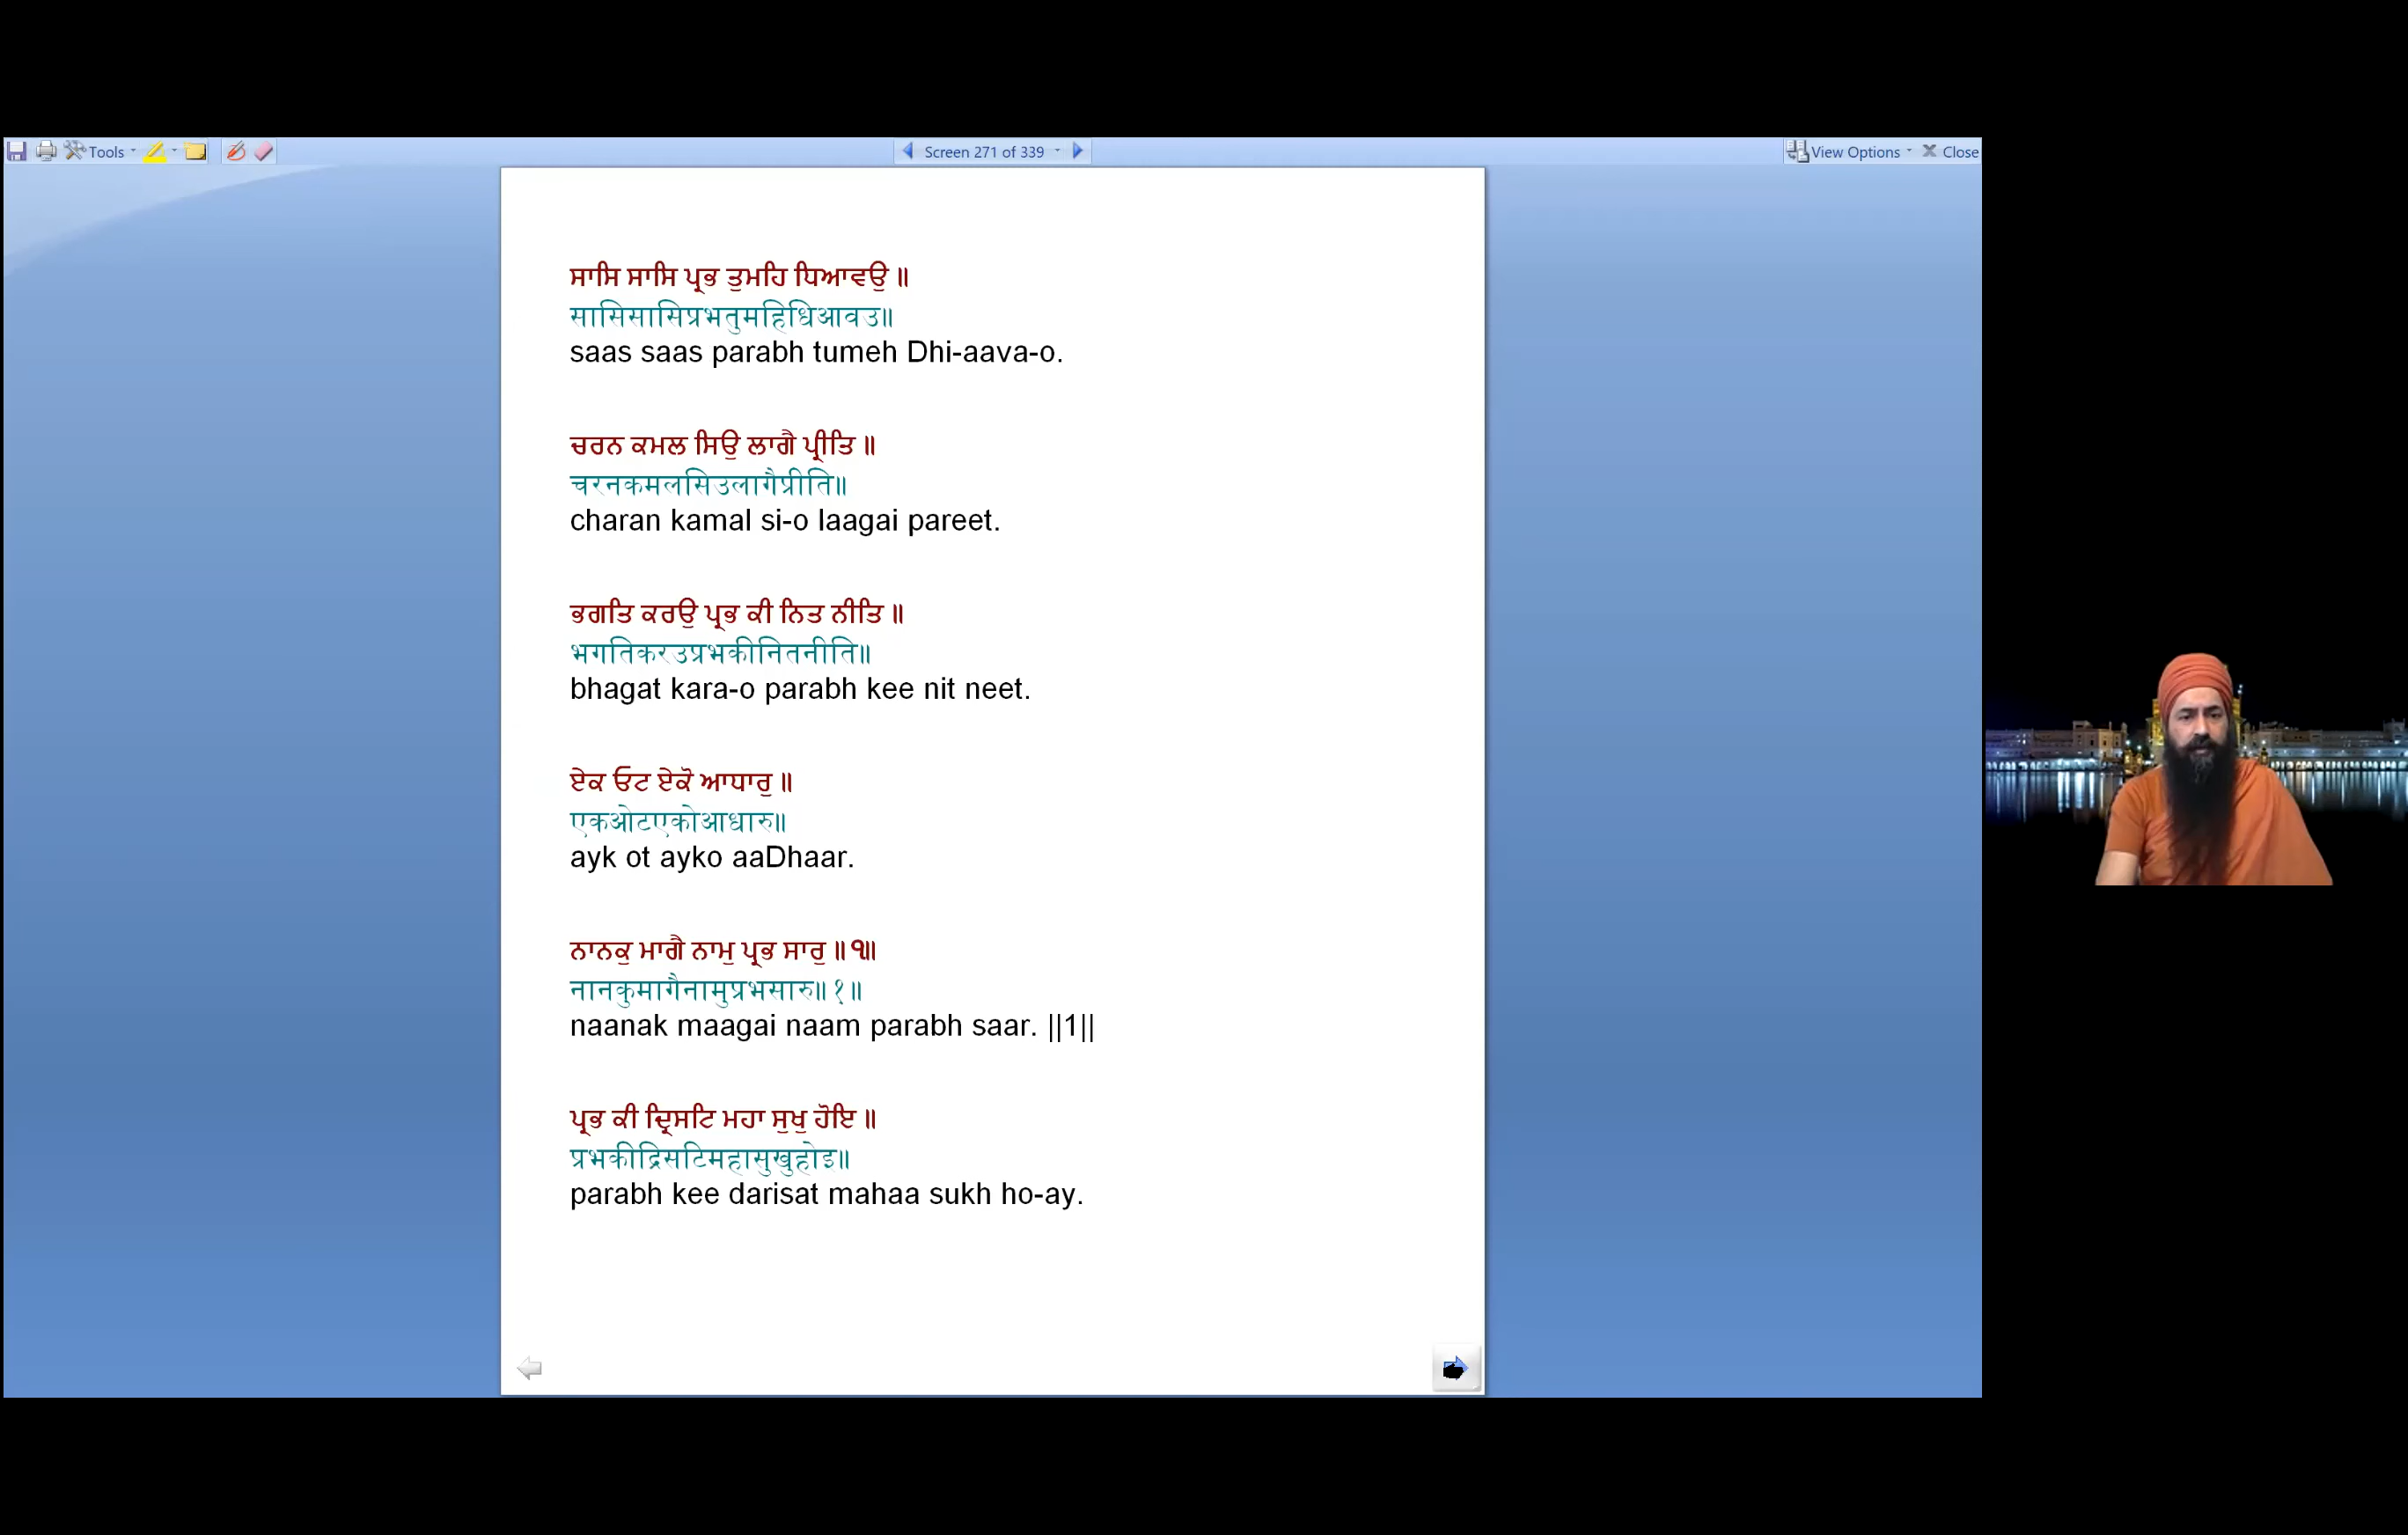 Tools
Screen 271 of 339
View Options
Close
ਸਾਸਿ ਸਾਸਿ ਪ੍ਰਭ ਤੁਮਹਿ ਧਿਆਵਉ ॥
सासिसासिप्रभतुमहिधिआवउ॥
saas saas parabh tumeh Dhi-aava-o.
ਚਰਨ ਕਮਲ ਸਿਉ ਲਾਗੈ ਪ੍ਰੀਤਿ ॥
चरनकमलसिउलागैप्रीति॥
charan kamal si-o laagai pareet.
ਭਗਤਿ ਕਰਉ ਪ੍ਰਭ ਕੀ ਨਿਤ ਨੀਤਿ ॥
भगतिकरउप्रभकीनितनीति॥
bhagat kara-o parabh kee nit neet.
ਏਕ ਓਟ ਏਕੋ ਆਧਾਰੁ ॥
एकओटएकोआधारु॥
ayk ot ayko aaDhaar.
ਨਾਨਕੁ ਮਾਗੈ ਨਾਮੁ ਪ੍ਰਭ ਸਾਰੁ ॥੧॥
नानकुमागैनामुप्रभसारु॥१॥
naanak maagai naam parabh saar. ||1||
ਪ੍ਰਭ ਕੀ ਦ੍ਰਿਸਟਿ ਮਹਾ ਸੁਖੁ ਹੋਇ ॥
प्रभकीद्रिसटिमहासुखुहोइ॥
parabh kee darisat mahaa sukh ho-ay.